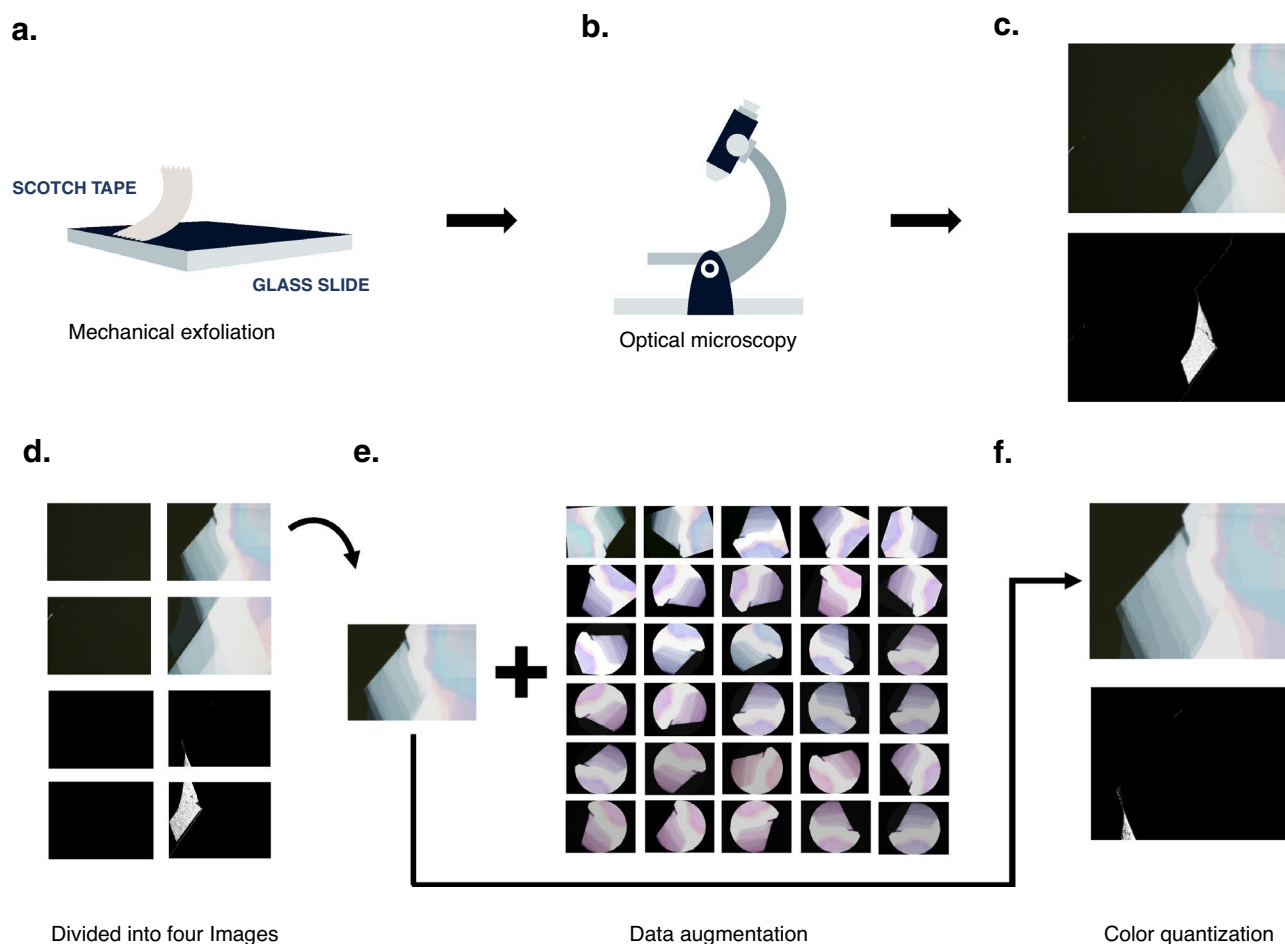 a.
b.
c.
SCOTCH TAPE
GLASS SLIDE
Mechanical exfoliation
Optical microscopy
d.
e.
f.
Divided into four Images
Data augmentation
Color quantization